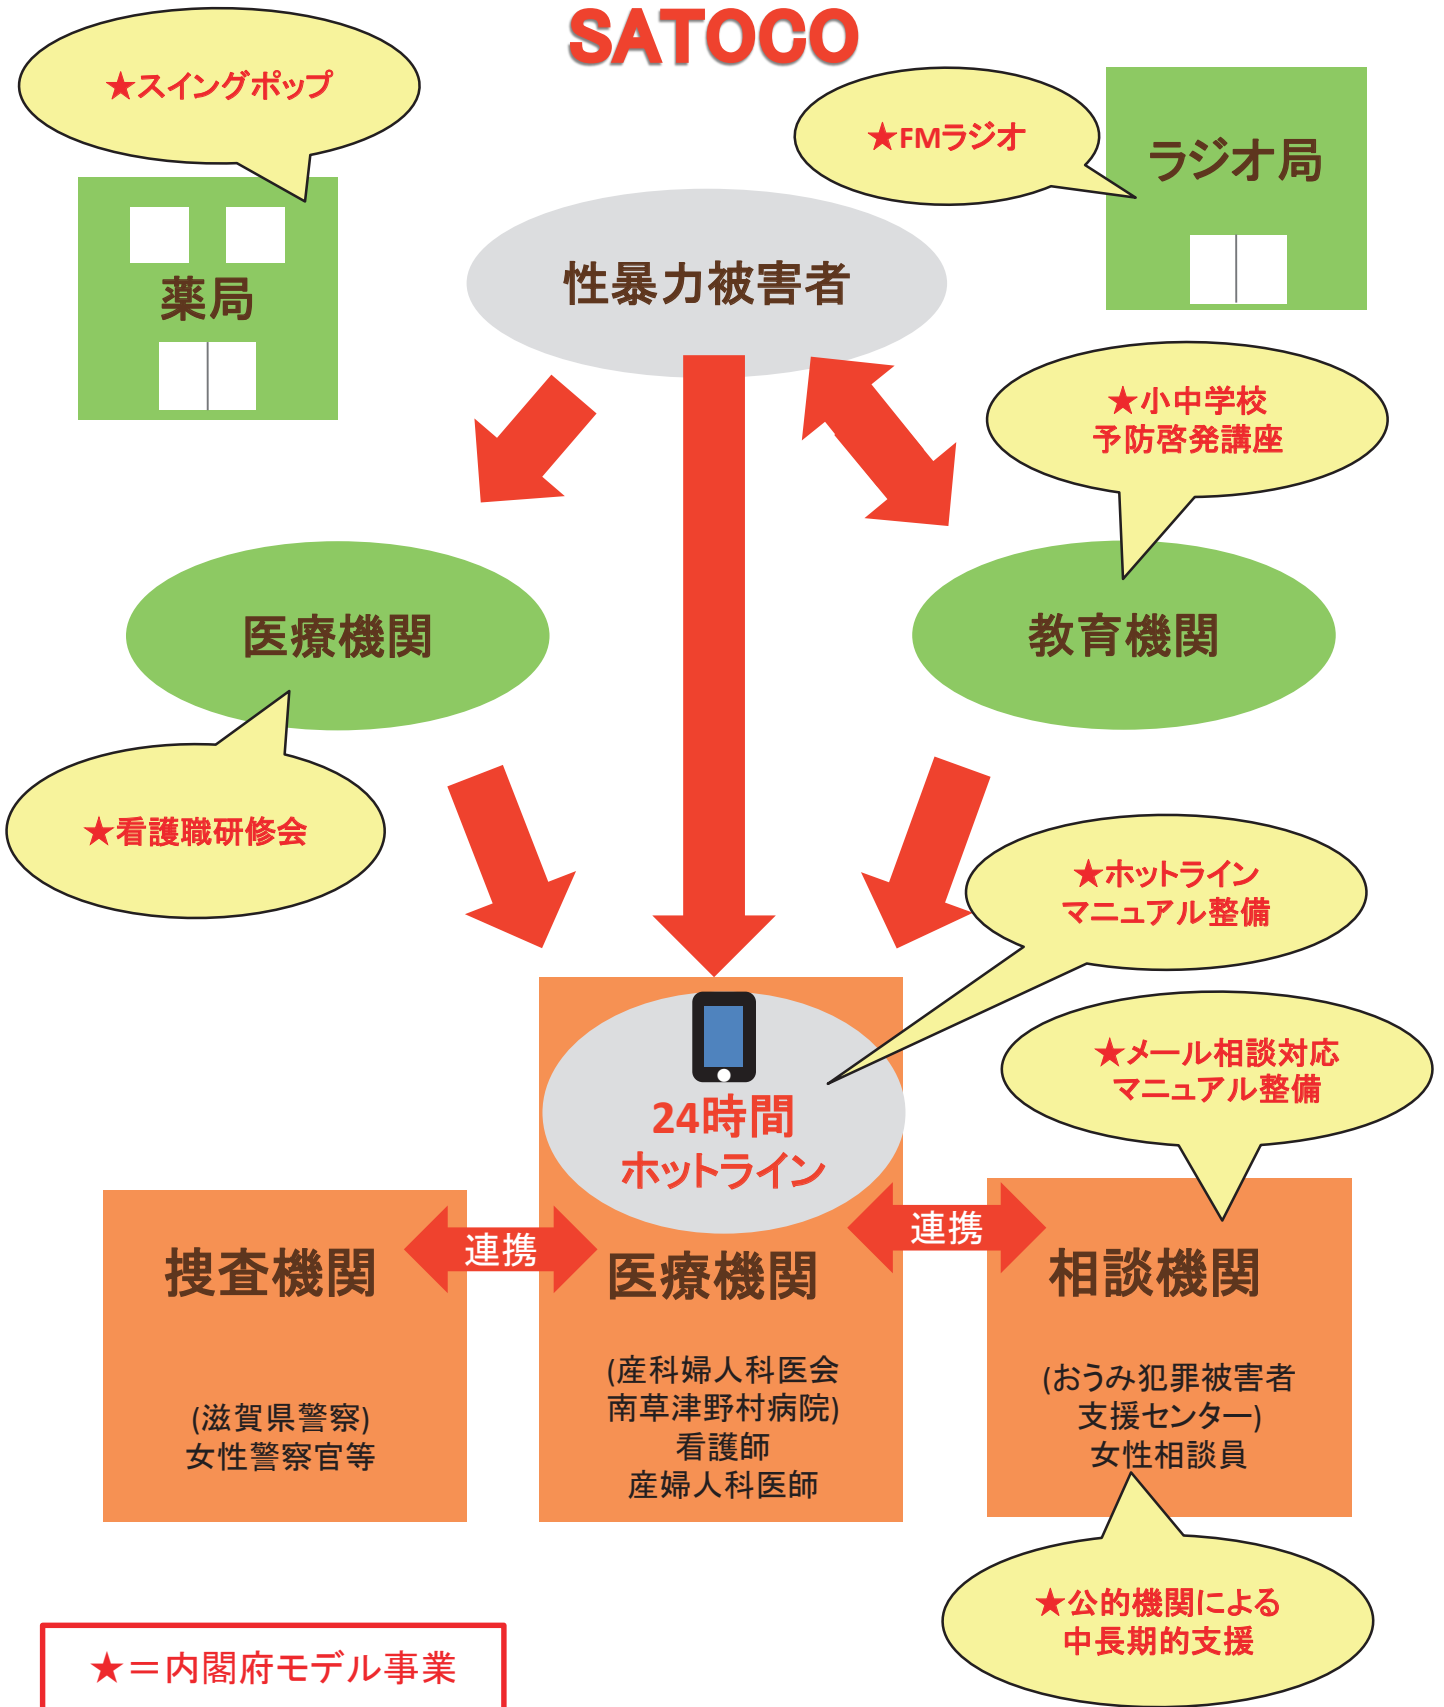 SATOCO
★スイングポップ
★FMラジオ
ラジオ局
薬局
性暴力被害者
★小中学校
予防啓発講座
医療機関
教育機関
★看護職研修会
★ホットライン
マニュアル整備
★メール相談対応
マニュアル整備
24時間
ホットライン
連携
連携
捜査機関
(滋賀県警察)
女性警察官等
医療機関
(産科婦人科医会
南草津野村病院)
看護師
産婦人科医師
相談機関
(おうみ犯罪被害者
支援センター)
女性相談員
★公的機関による
中長期的支援
★＝内閣府モデル事業